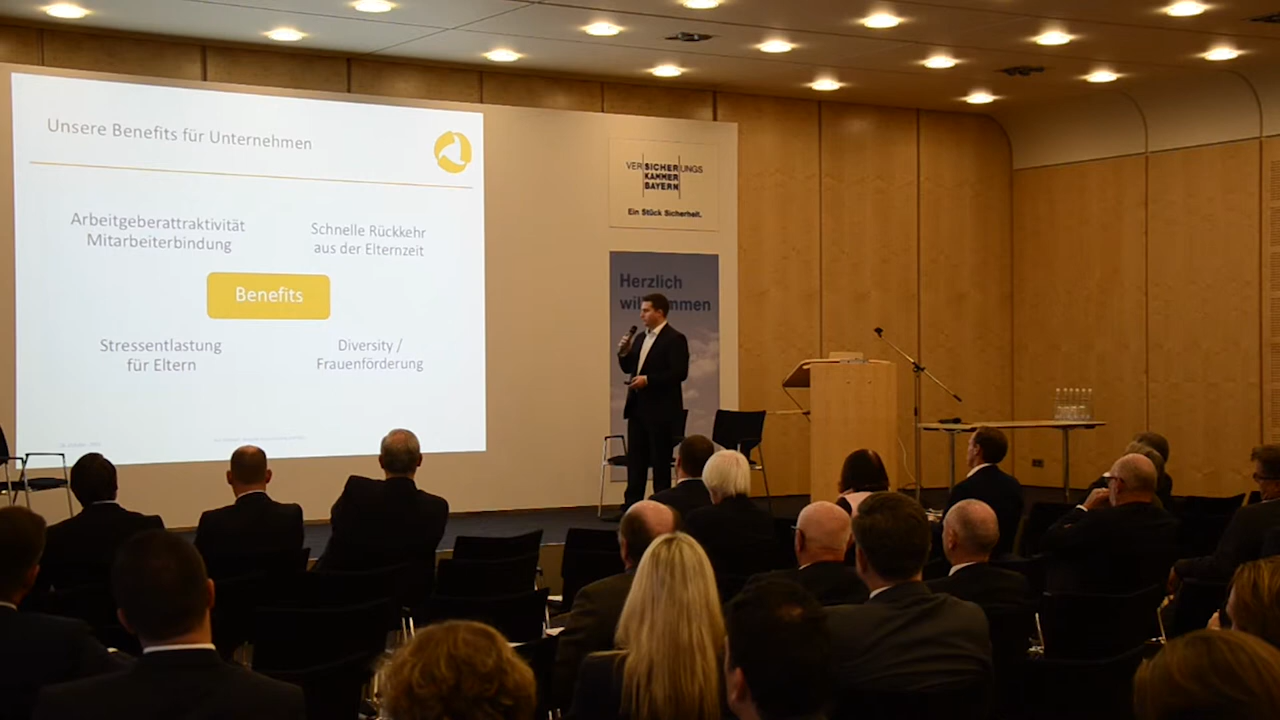 Unsere Benefits für Unternehmen
Arbeitgeberattraktivität
Mitarbeiterbindung
Schnelle Rückkehr
aus der Elternzeit
Benefits
Stressentlastung
für Eltern
Diversity /
Frauenförderung
VERSICHERUNGS
KAMMER
BAYERN
Ein Stück Sicherheit.
Herzlich